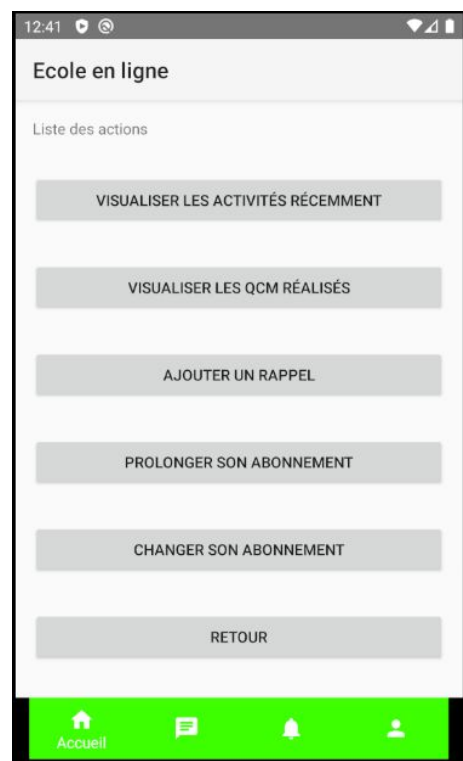 12:41
Ecole en ligne
Liste des actions
VISUALISER LES ACTIVITÉS RÉCEMMENT
VISUALISER LES QCM RÉALISÉS
AJOUTER UN RAPPEL
PROLONGER SON ABONNEMENT
CHANGER SON ABONNEMENT
RETOUR
Accueil